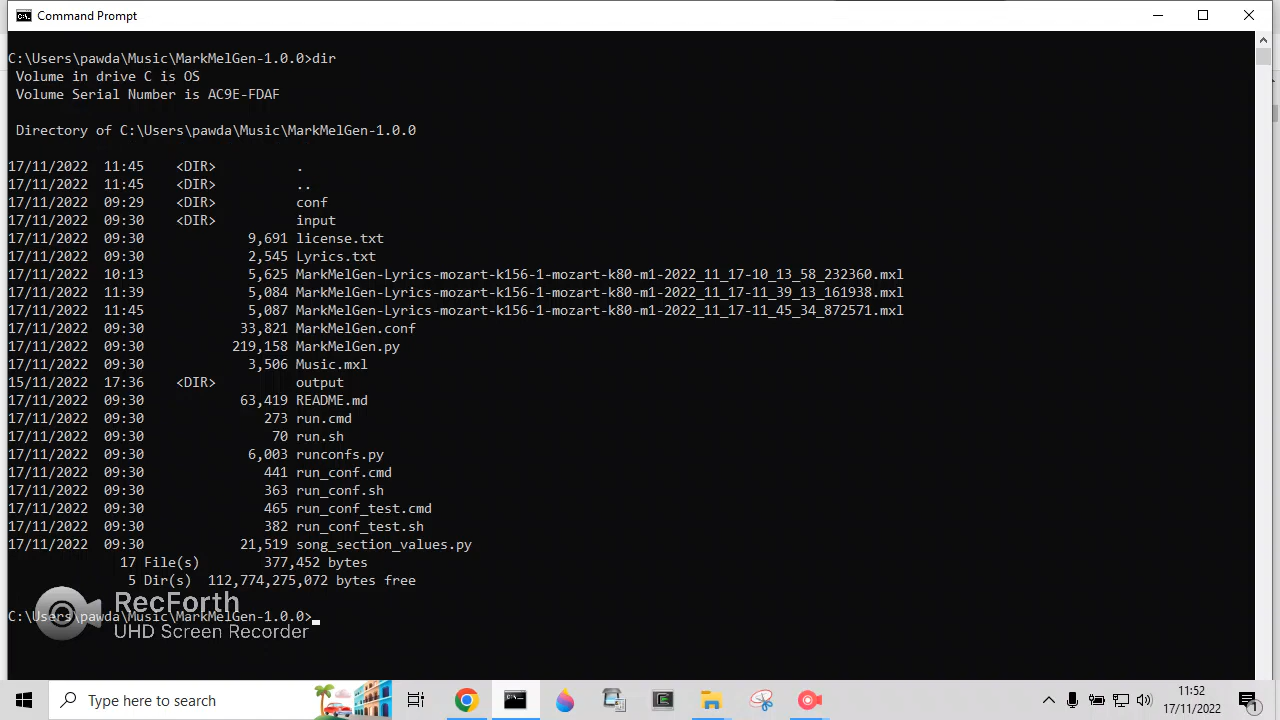 Command Prompt
C:\Users\pawda\Music\MarkMelGen-1.0.0>dir
Volume in drive C is OS
Volume Serial Number is AC9E-FDAF
Directory of C:\Users\pawda\Music\MarkMelGen-1.0.0
17/11/2022 11:45 <DIR> .
17/11/2022 11:45 <DIR> ..
17/11/2022 09:29 <DIR> conf
17/11/2022 09:30 <DIR> input
17/11/2022 09:30 9,691 license.txt
17/11/2022 09:30 2,545 Lyrics.txt
17/11/2022 10:13 5,625 MarkMelGen-Lyrics-mozart-k156-1-mozart-k80-m1-2022_11_17-10_13_58_232360.mxl
17/11/2022 11:39 5,084 MarkMelGen-Lyrics-mozart-k156-1-mozart-k80-m1-2022_11_17-11_39_13_161938.mxl
17/11/2022 11:45 5,087 MarkMelGen-Lyrics-mozart-k156-1-mozart-k80-m1-2022_11_17-11_45_34_872571.mxl
17/11/2022 09:30 33,821 MarkMelGen.conf
17/11/2022 09:30 219,158 MarkMelGen.py
17/11/2022 09:30 3,506 Music.mxl
15/11/2022 17:36 <DIR> output
17/11/2022 09:30 63,419 README.md
17/11/2022 09:30 273 run.cmd
17/11/2022 09:30 70 run.sh
17/11/2022 09:30 6,003 runconfs.py
17/11/2022 09:30 441 run_conf.cmd
17/11/2022 09:30 363 run_conf.sh
17/11/2022 09:30 465 run_conf_test.cmd
17/11/2022 09:30 382 run_conf_test.sh
17/11/2022 09:30 21,519 song_section_values.py
17 File(s) 377,452 bytes
5 Dir(s) 112,774,275,072 bytes free
C:\Users\pawda\Music\MarkMelGen-1.0.0>
RecForth
UHD Screen Recorder
Type here to search
11:52
17/11/2022
1